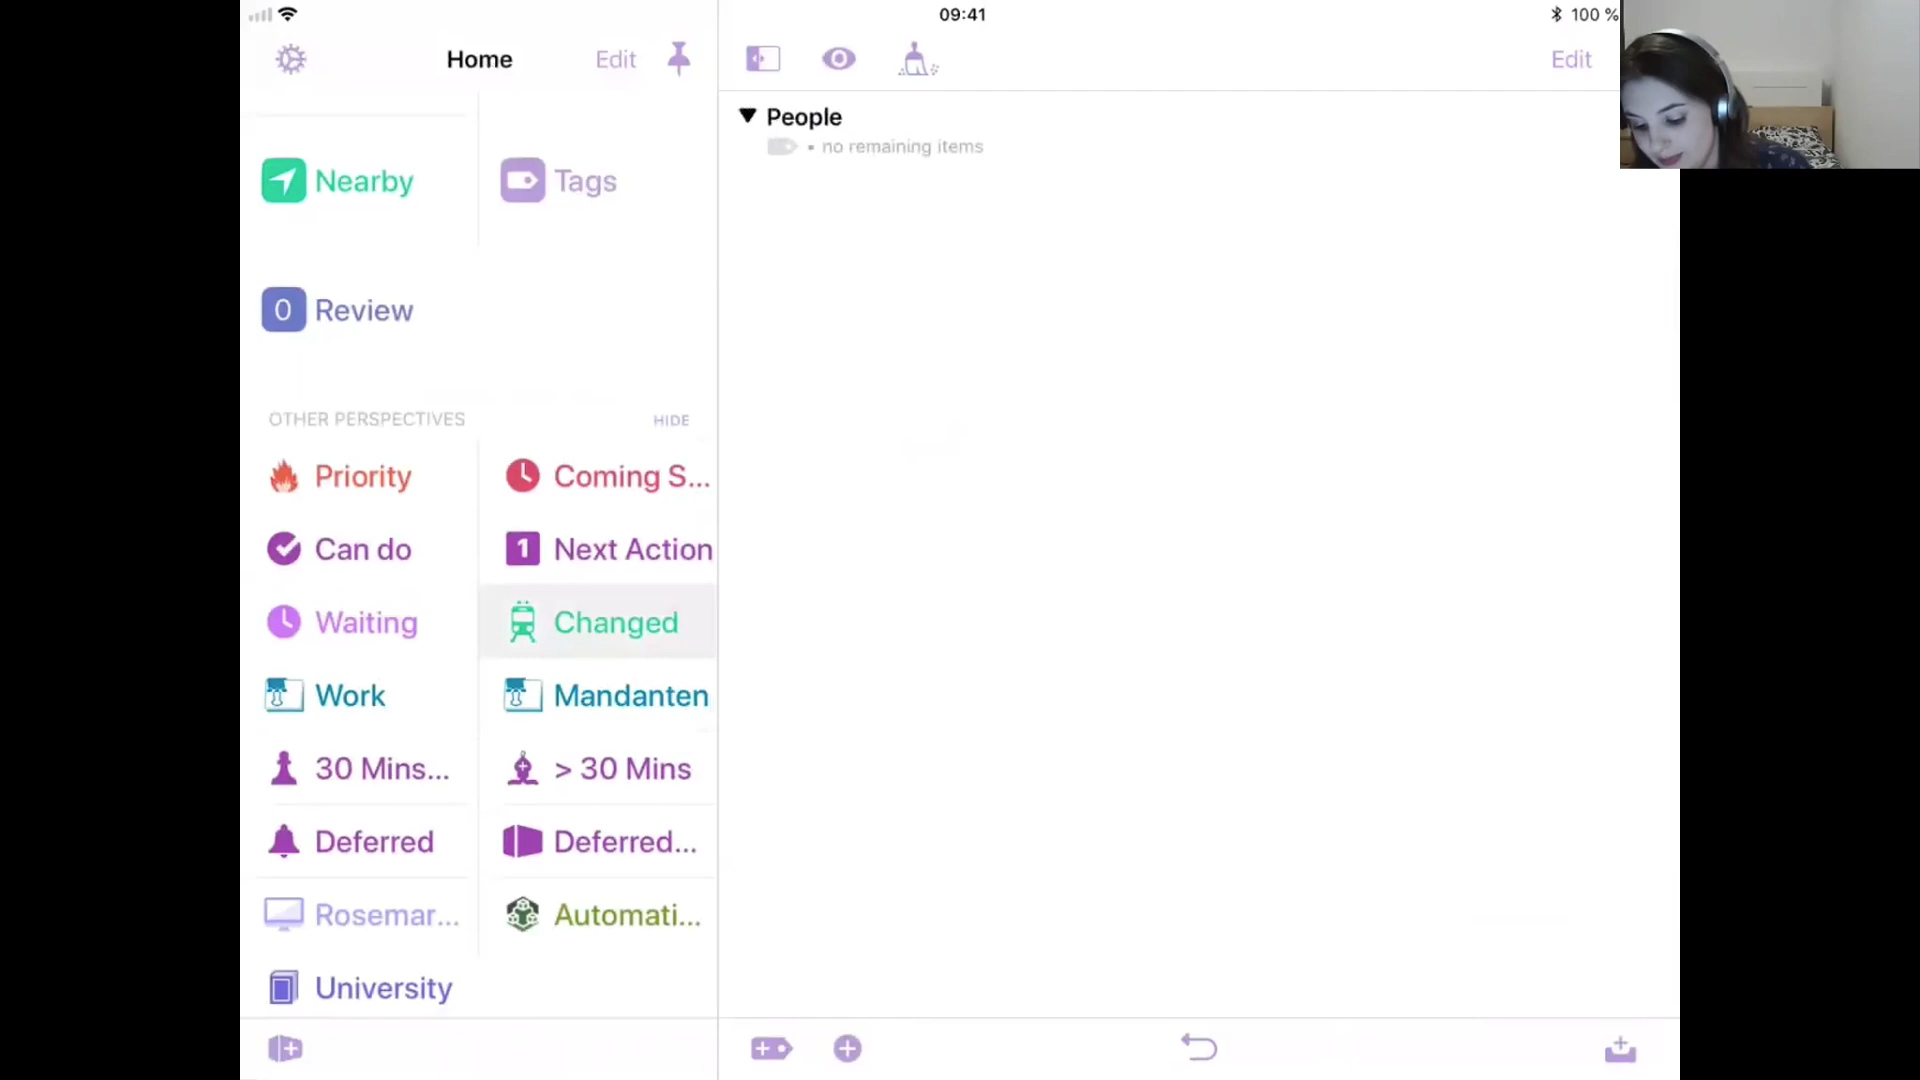 09:41
100 %
Home
Edit
Edit
People
• no remaining items
Nearby
Tags
0
Review
OTHER PERSPECTIVES
HIDE
Priority
Coming S...
Can do
1
Next Action
Waiting
Changed
Work
Mandanten
30 Mins...
> 30 Mins
Deferred
Deferred...
Rosemar...
Automati...
University